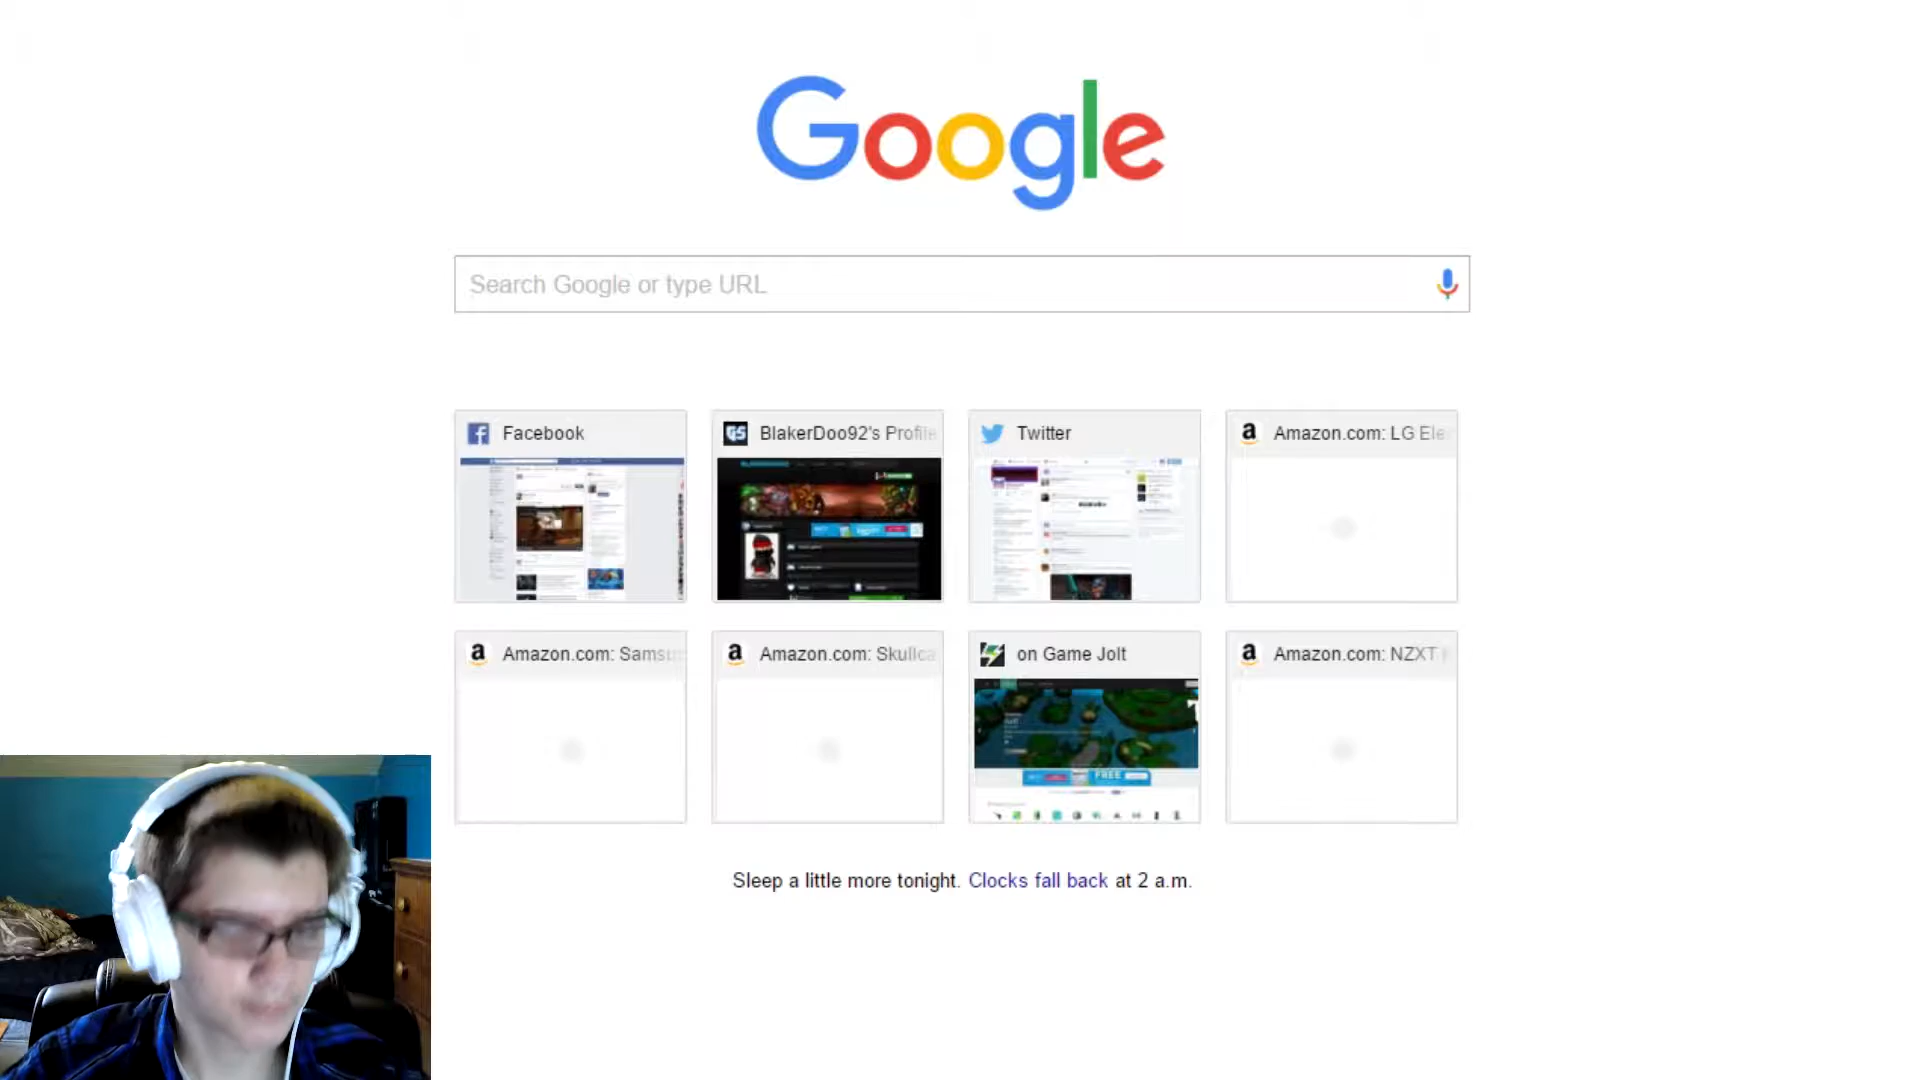 Google
Search Google or type URL
Facebook
BlakerDoo92's Profile
Twitter
Amazon.com: LG Ele
Amazon.com: Samsu
Amazon.com: Skullca
on Game Jolt
Amazon.com: NZXT
FREE
Sleep a little more tonight. Clocks fall back at 2 a.m.